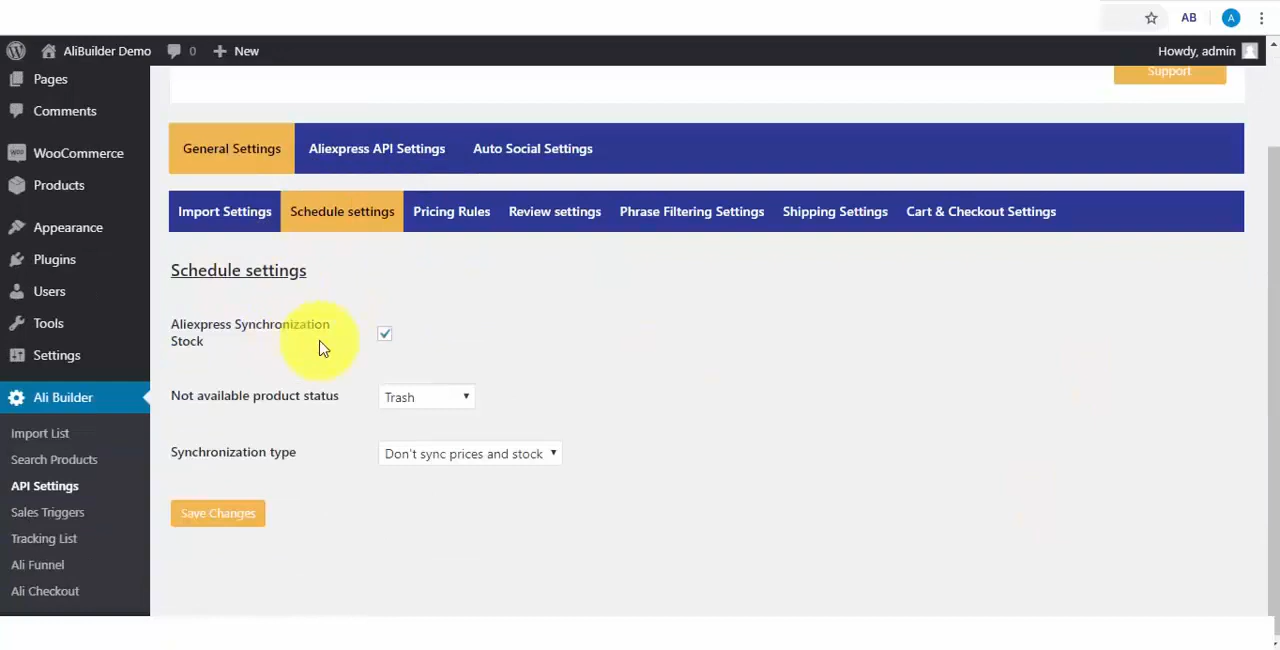 AB
A
AliBuilder Demo
0
New
Howdy, admin
Pages
Comments
WooCommerce
Products
Appearance
Plugins
Users
Tools
Settings
Ali Builder
Import List
Search Products
API Settings
Sales Triggers
Tracking List
Ali Funnel
Ali Checkout
Support
General Settings
Aliexpress API Settings
Auto Social Settings
Import Settings
Schedule settings
Pricing Rules
Review settings
Phrase Filtering Settings
Shipping Settings
Cart & Checkout Settings
Schedule settings
Aliexpress Synchronization
Stock
Not available product status
Trash
Synchronization type
Don't sync prices and stock
Save Changes